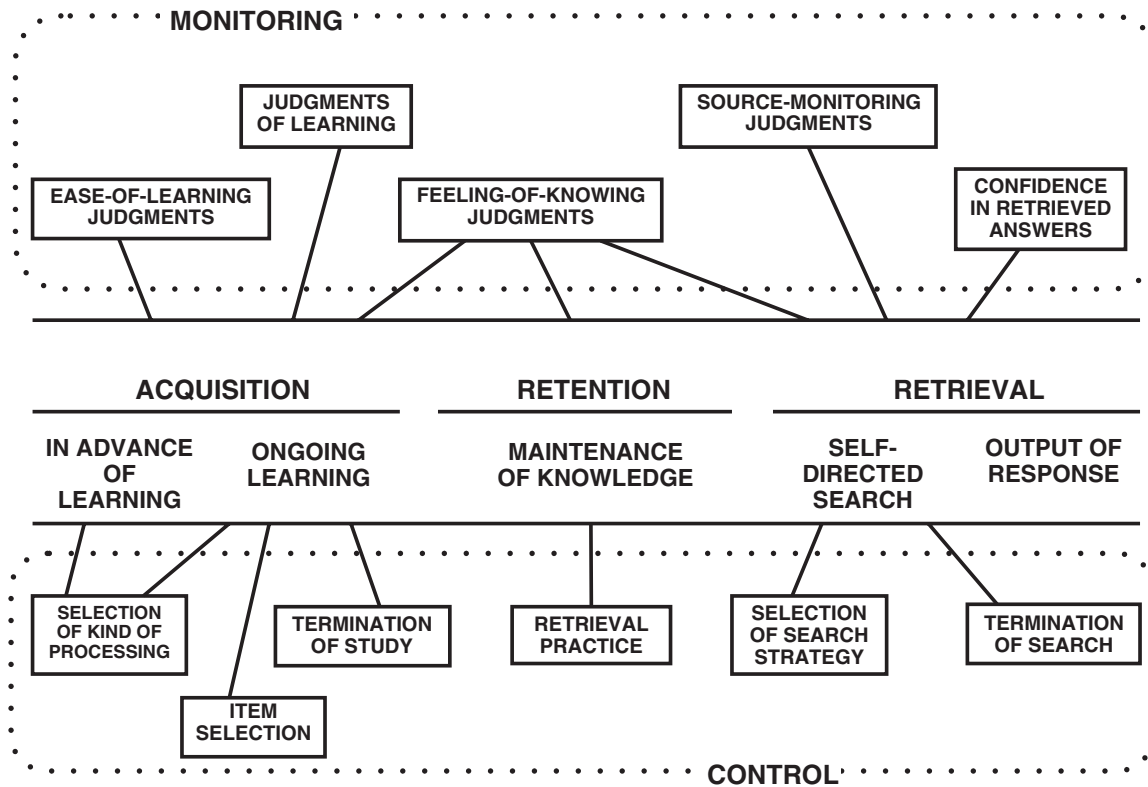 MONITORING
JUDGMENTS
OF LEARNING
SOURCE-MONITORING
JUDGMENTS
EASE-OF-LEARNING
JUDGMENTS
FEELING-OF-KNOWING
JUDGMENTS
CONFIDENCE
IN RETRIEVED
ANSWERS
ACQUISITION
RETENTION
RETRIEVAL
IN ADVANCE
OF
LEARNING
ONGOING
LEARNING
MAINTENANCE
OF KNOWLEDGE
SELF-
DIRECTED
SEARCH
OUTPUT OF
RESPONSE
SELECTION
OF KIND OF
PROCESSING
TERMINATION
OF STUDY
RETRIEVAL
PRACTICE
SELECTION
OF SEARCH
STRATEGY
TERMINATION
OF SEARCH
ITEM
SELECTION
CONTROL